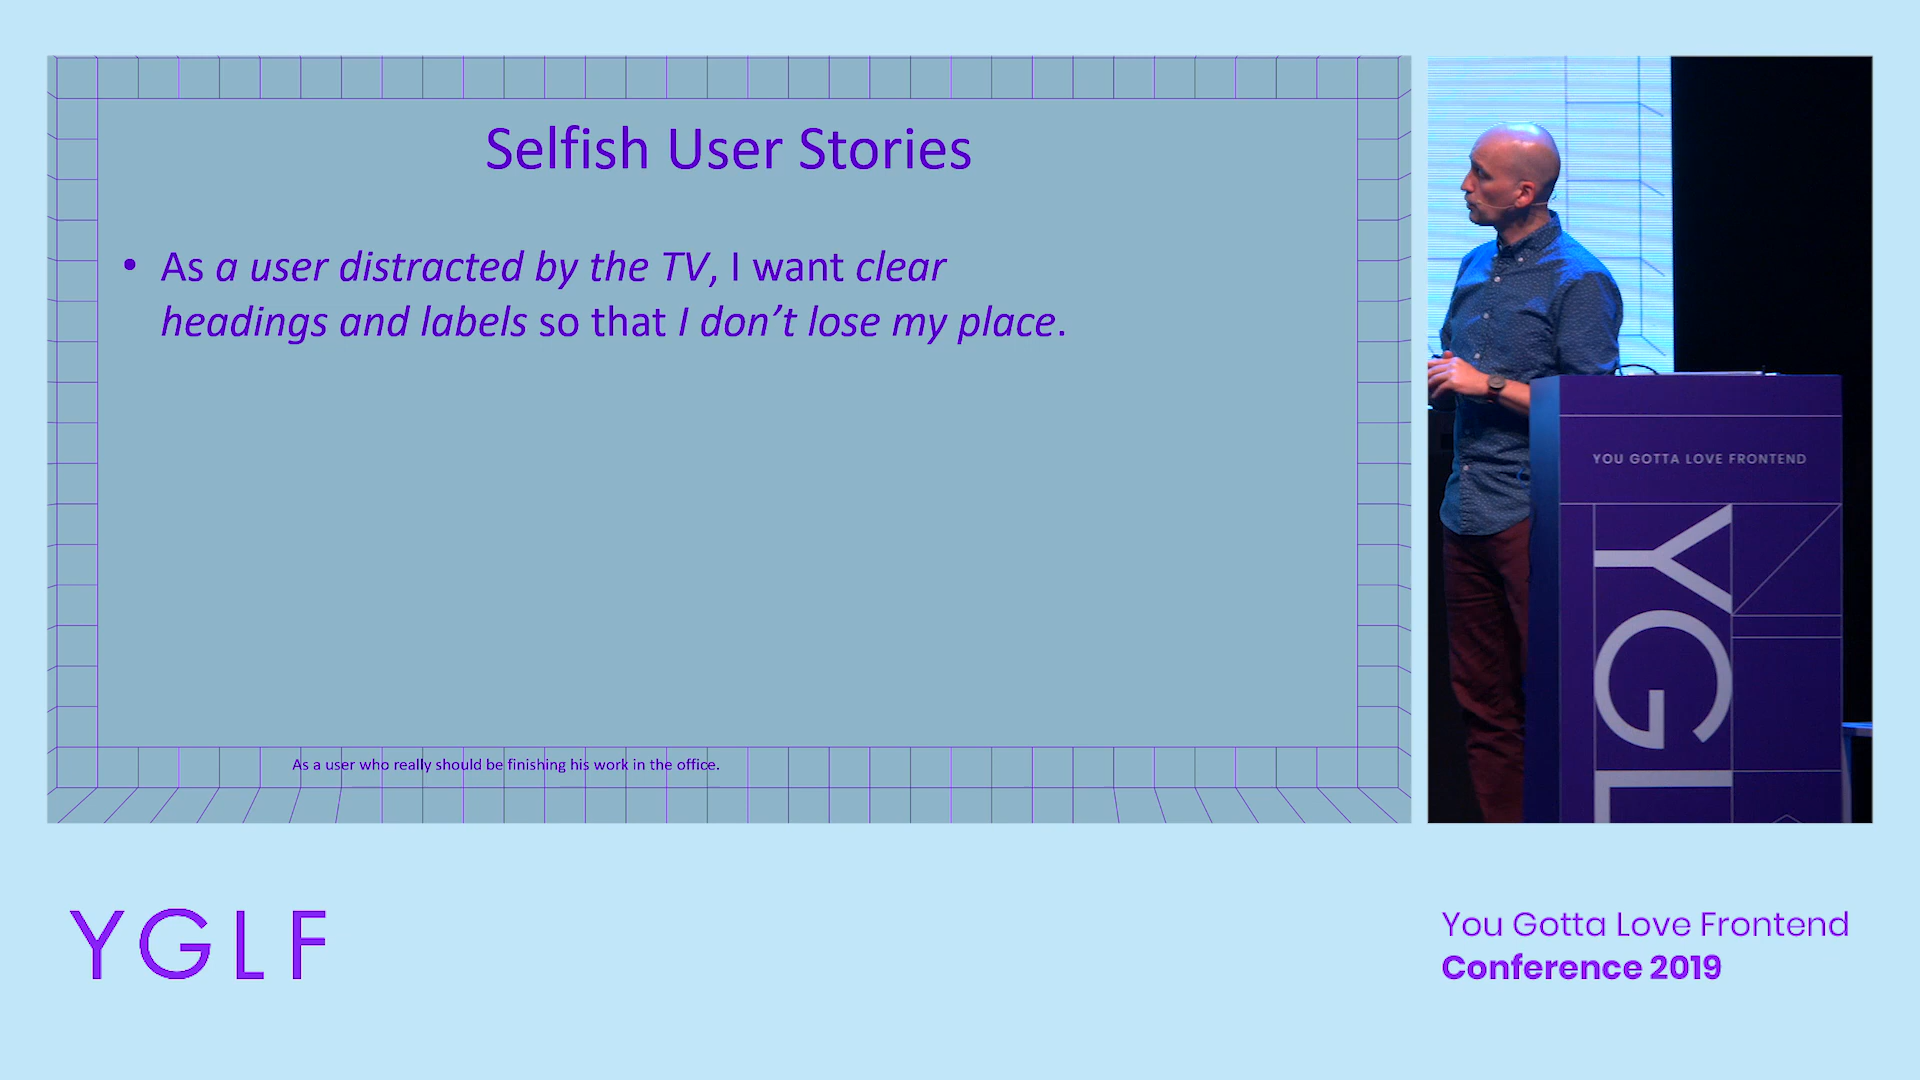 Selfish User Stories
• As a user distracted by the TV, I want clear
headings and labels so that I don’t lose my place.
As a user who really should be finishing his work in the office.
YOU GOTTA LOVE FRONTEND
YGL
YGLF
You Gotta Love Frontend
Conference 2019